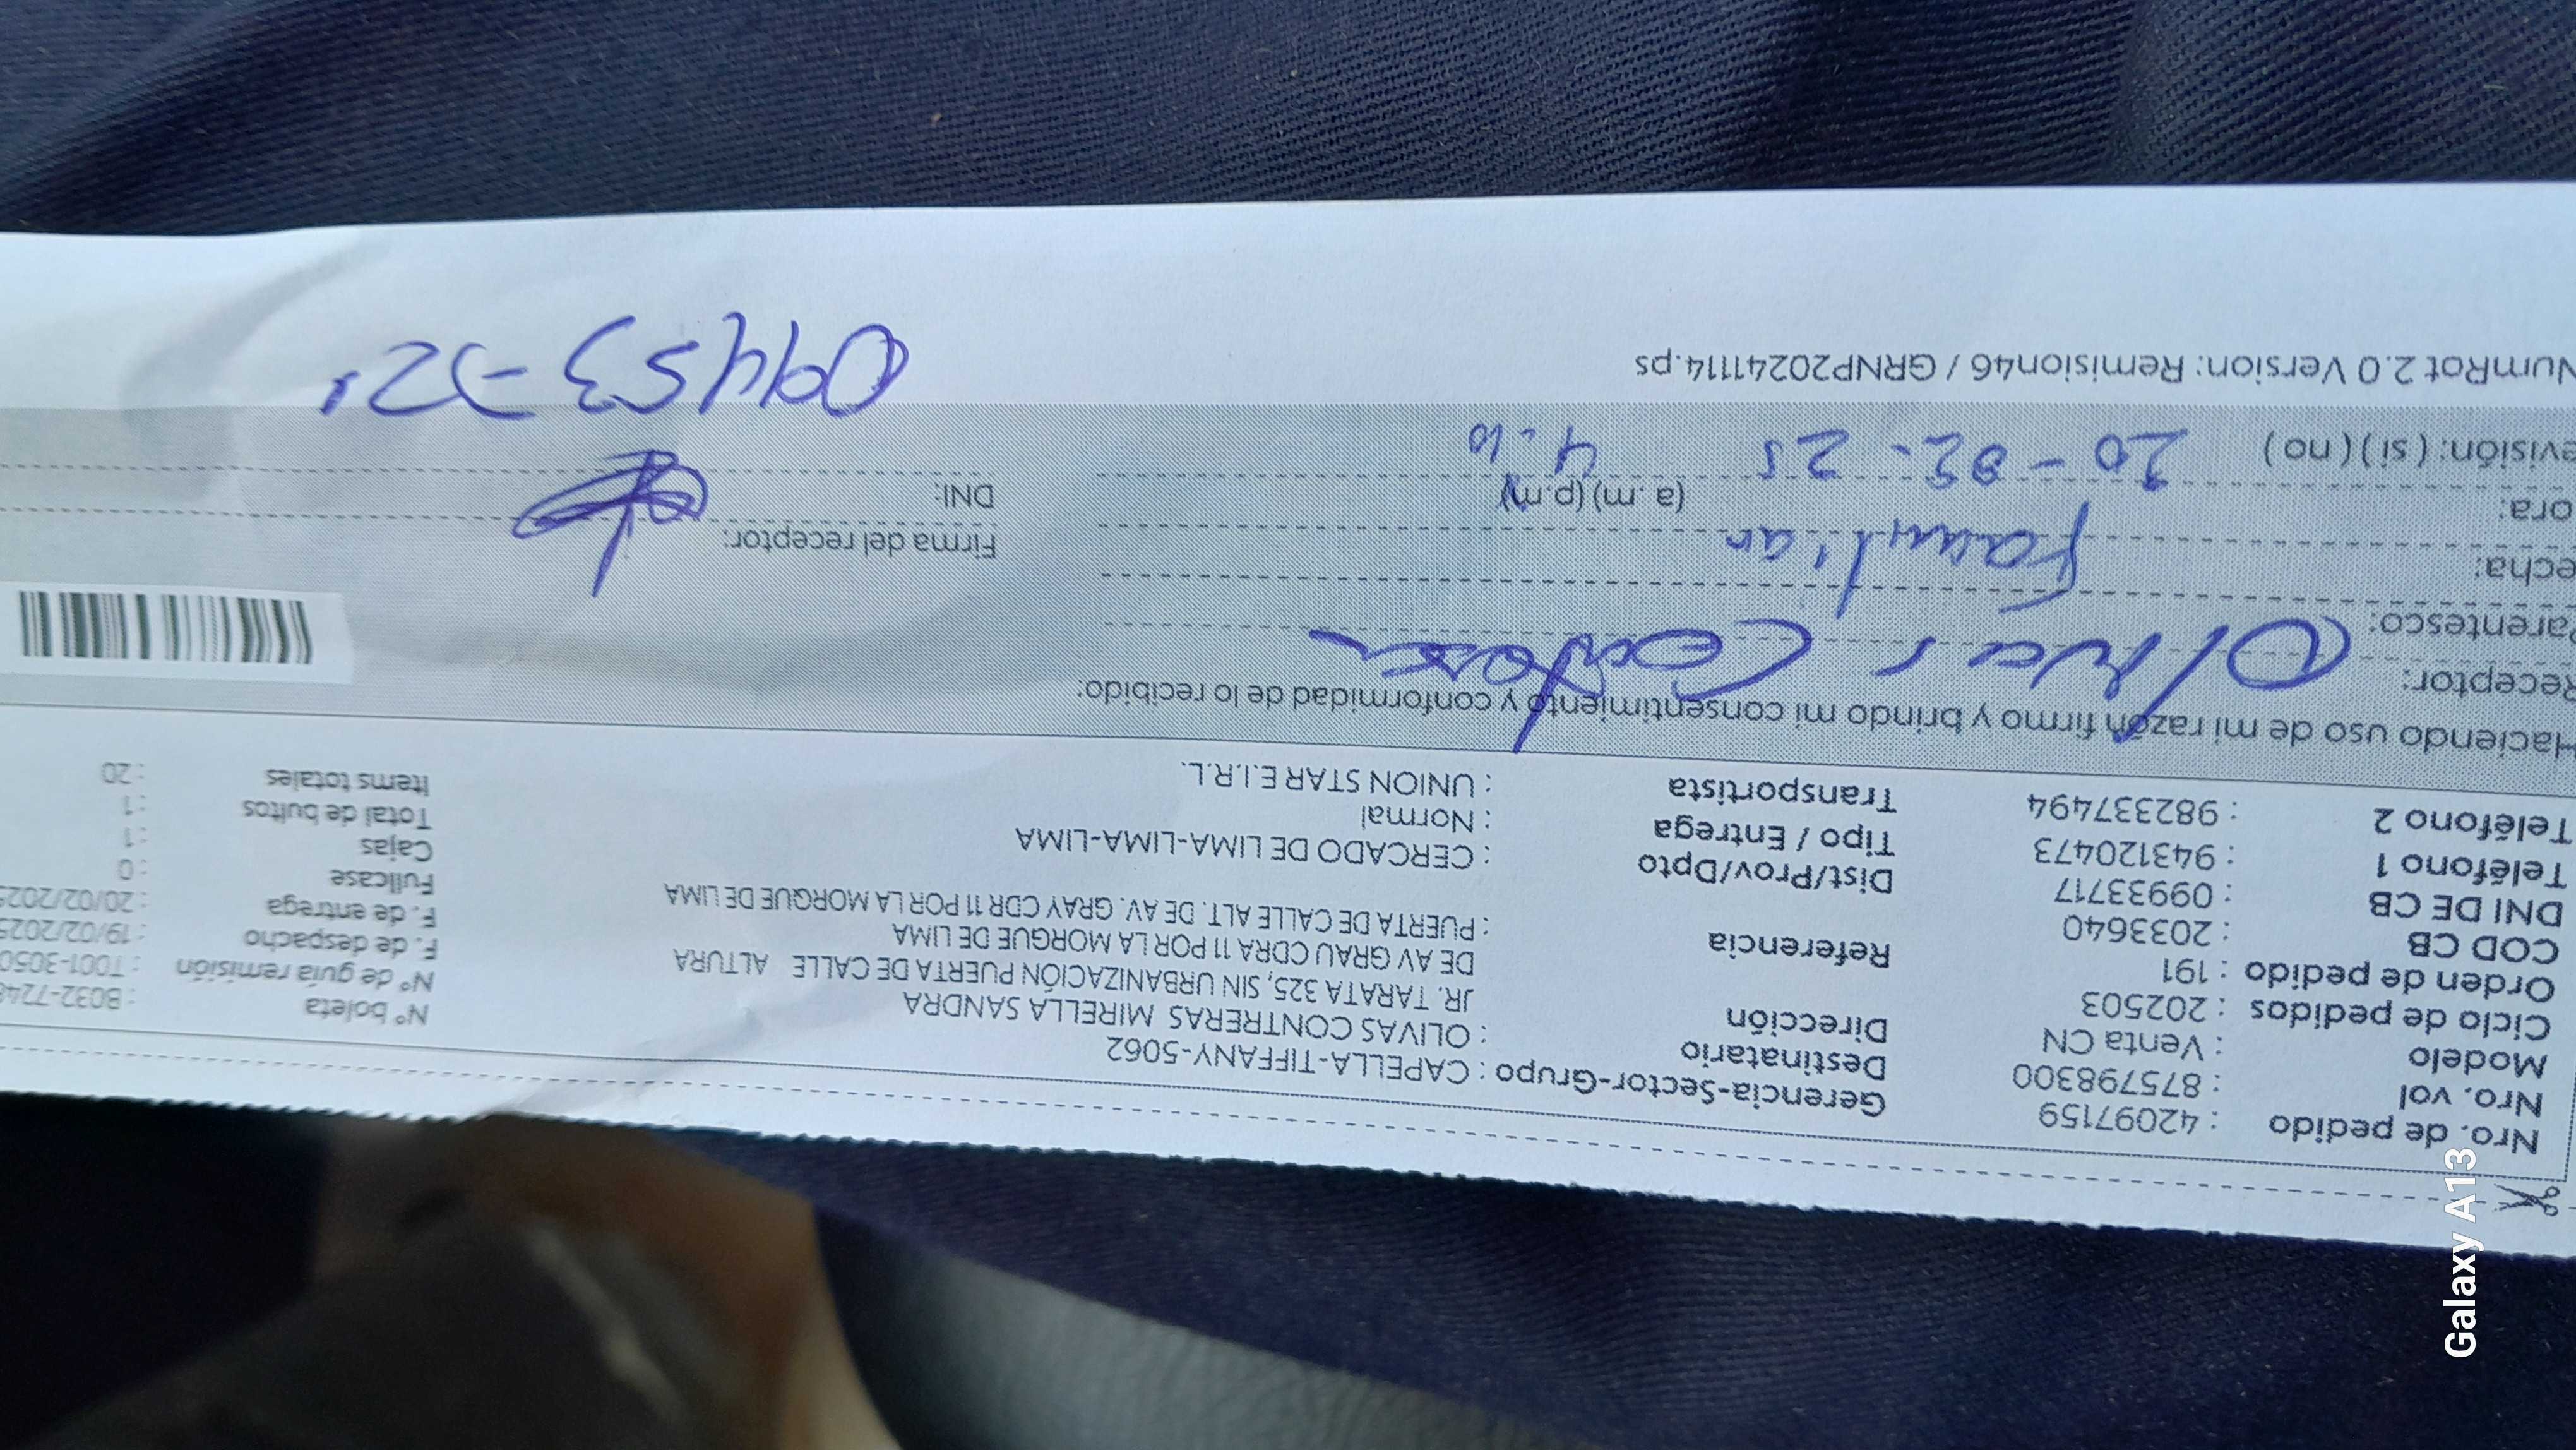 Nro. de pedido : 42097159
Nro. vol : 875798300
Modelo : Venta CN
Ciclo de pedidos : 202503
Orden de pedido : 191
COD CB : 2033640
DNI DE CB : 09933717
Teléfono 1 : 943120473
Teléfono 2 : 982337494
Gerencia-Sector-Grupo : CAPELLA-TIFFANY-5062
Destinatario : OLIVAS CONTRERAS MIRELLA SANDRA
Dirección JR. TARATA 325, SIN URBANIZACIÓN PUERTA DE CALLE ALTURA
DE AV GRAU CDRA 11 POR LA MORGUE DE LIMA
Referencia : PUERTA DE CALLE ALT. DE AV. GRAY CDR 11 POR LA MORGUE DE LIMA
Dist/Prov/Dpto : CERCADO DE LIMA-LIMA-LIMA
Tipo / Entrega : Normal
Transportista : UNION STAR E.I.R.L.
N° boleta : B032-7248
N° de guía remisión : T001-3050
F. de despacho : 19/02/2025
F. de entrega : 20/02/2025
Fullcase : 0
Cajas : 1
Total de bultos : 1
Items totales : 20
Haciendo uso de mi razón firmo y brindo mi consentimiento y conformidad de lo recibido:
Receptor: Olivas
Parentesco: familiar
echa: 20-02-25
ora: (a.m) (p.m) 4.10
evisión: ( si ) ( no )
Firma del receptor:
DNI:
NumRot 2.0 Version: Remision46 / GRNP20241114.ps
Galaxy A13